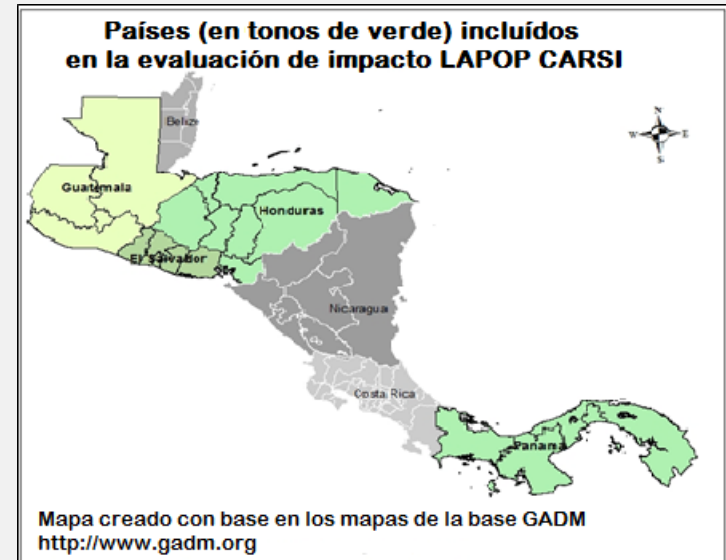 Países (en tonos de verde) incluídos
en la evaluación de impacto LAPOP CARSI
N
W E
S
Belize
Guatemala
Honduras
El Salvador
Nicaragua
Costa Rica
Panama
Mapa creado con base en los mapas de la base GADM
http://www.gadm.org